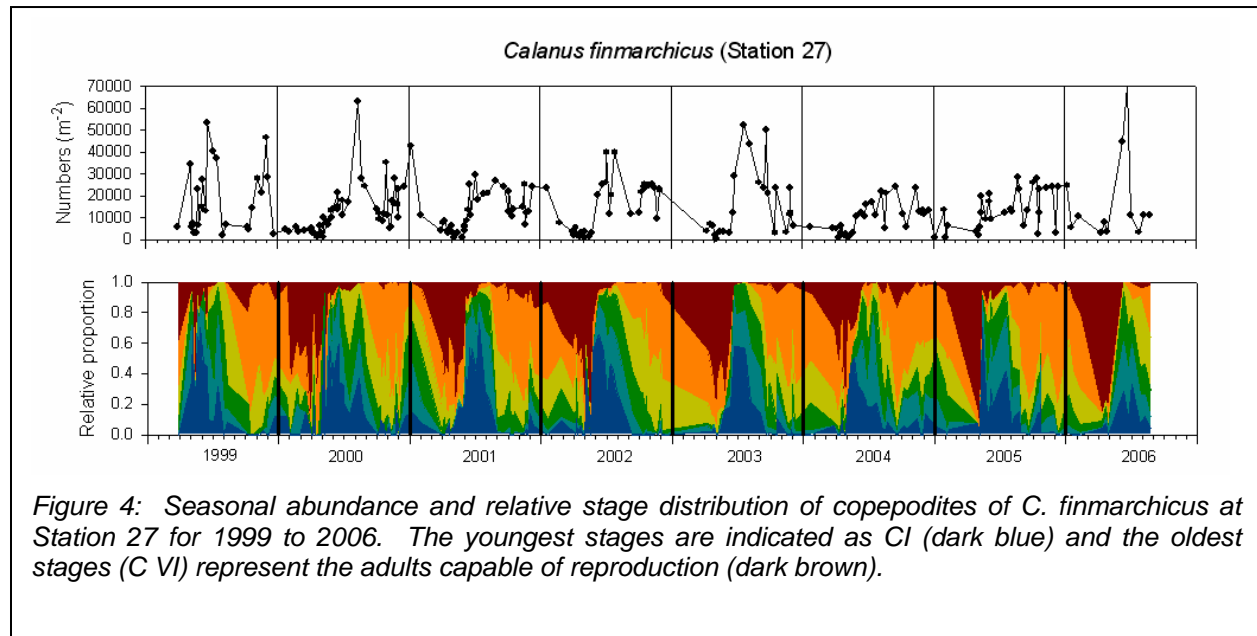 Calanus finmarchicus (Station 27)
Numbers (m-2)
70000
60000
50000
40000
30000
20000
10000
0
Relative proportion
1.0
0.8
0.6
0.4
0.2
0.0
1999 2000 2001 2002 2003 2004 2005 2006
Figure 4: Seasonal abundance and relative stage distribution of copepodites of C. finmarchicus at
Station 27 for 1999 to 2006. The youngest stages are indicated as CI (dark blue) and the oldest
stages (C VI) represent the adults capable of reproduction (dark brown).